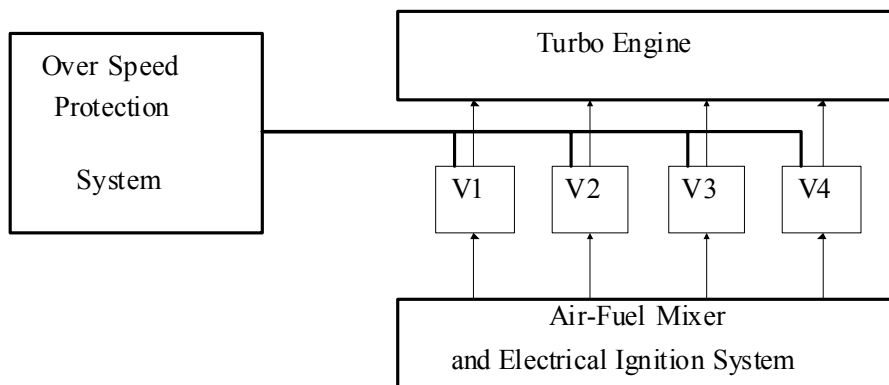 Over Speed
Protection
System
Turbo Engine
V1
V2
V3
V4
Air-Fuel Mixer
and Electrical Ignition System